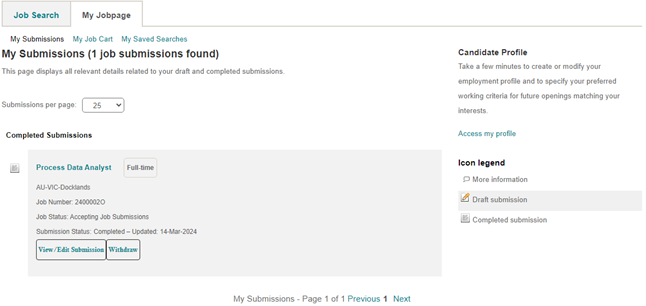 Job Search
My Jobpage
My Submissions My Job Cart My Saved Searches
My Submissions (1 job submissions found)
This page displays all relevant details related to your draft and completed submissions.
Submissions per page: 25
Completed Submissions
Process Data Analyst Full-time
AU-VIC-Docklands
Job Number: 2400002O
Job Status: Accepting Job Submissions
Submission Status: Completed – Updated: 14-Mar-2024
View/Edit Submission Withdraw
My Submissions - Page 1 of 1 Previous 1 Next
Candidate Profile
Take a few minutes to create or modify your
employment profile and to specify your preferred
working criteria for future openings matching your
interests.
Access my profile
Icon legend
More information
Draft submission
Completed submission